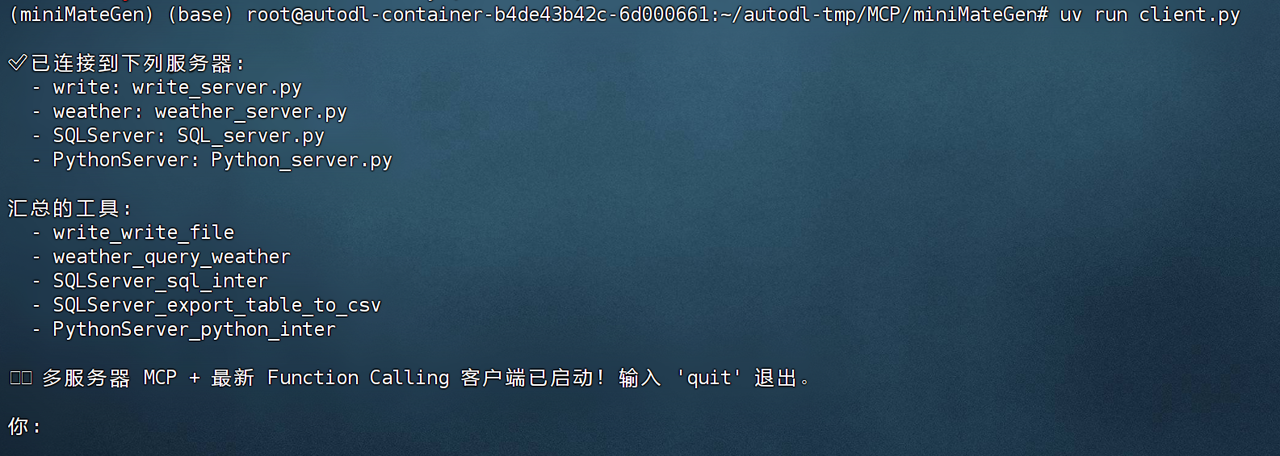 (miniMateGen) (base) root@autodl-container-b4de43b42c-6d000661:~/autodl-tmp/MCP/miniMateGen# uv run client.py
✅已连接到下列服务器:
- write: write_server.py
- weather: weather_server.py
- SQLServer: SQL_server.py
- PythonServer: Python_server.py
汇总的工具:
- write_write_file
- weather_query_weather
- SQLServer_sql_inter
- SQLServer_export_table_to_csv
- PythonServer_python_inter
多服务器 MCP + 最新 Function Calling 客户端已启动! 输入 'quit' 退出。
你: